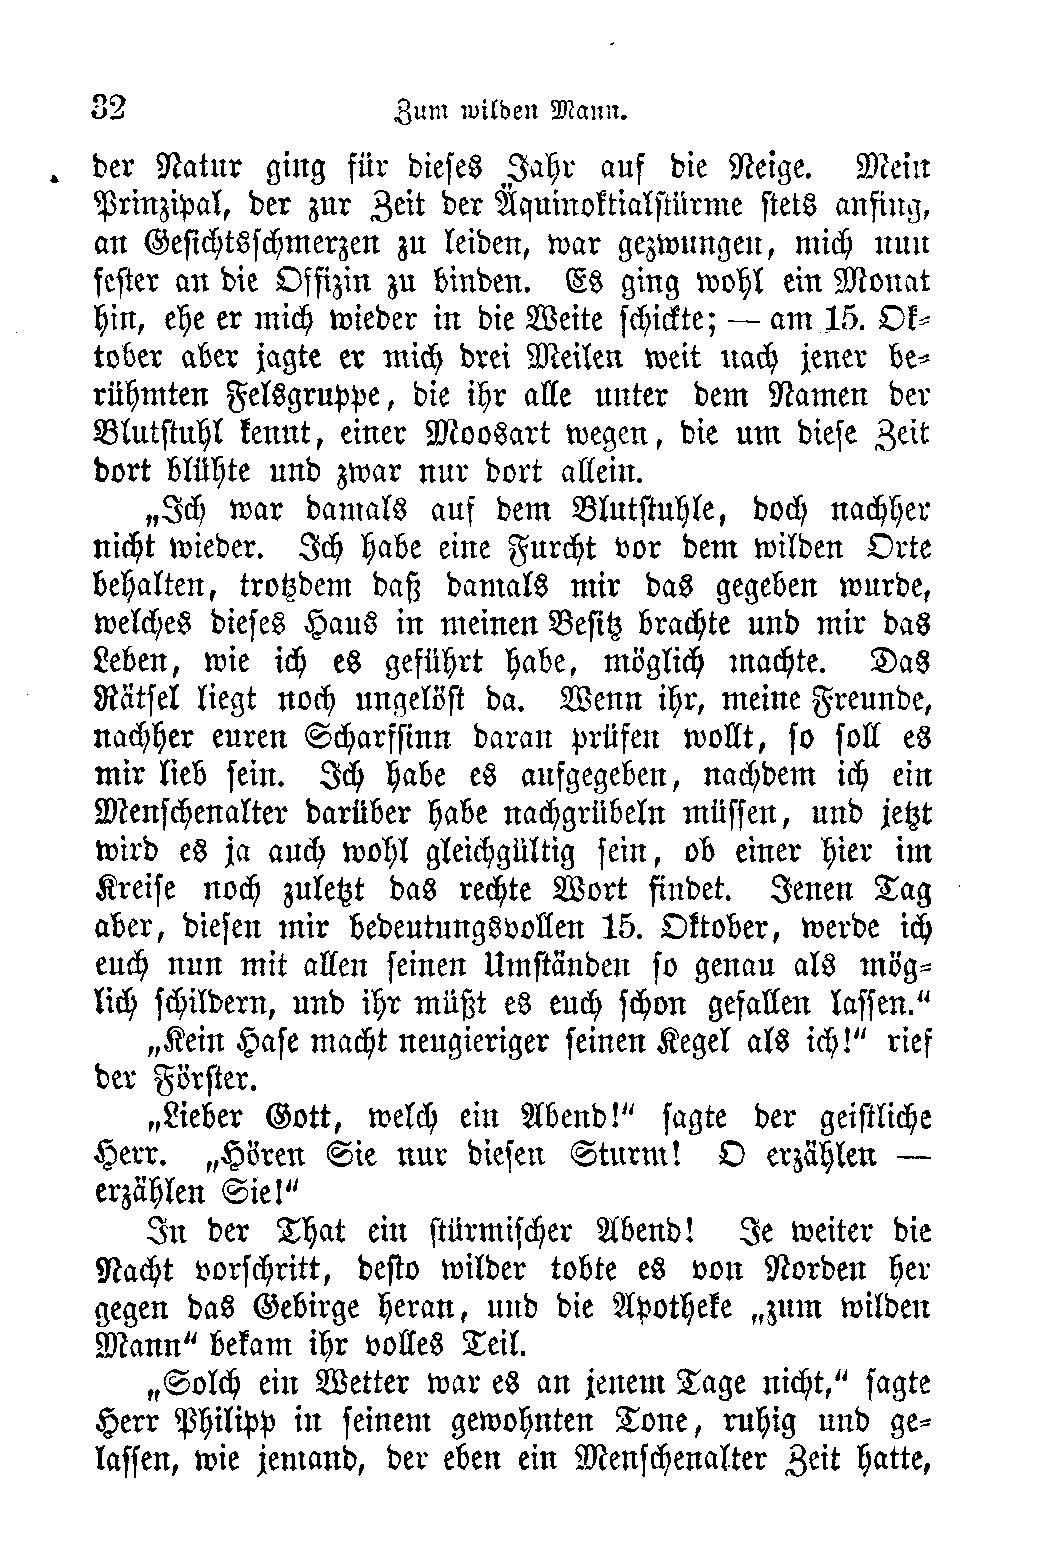 32 Zum wilden Mann.
der Natur ging für dieses Jahr auf die Neige. Mein
Prinzipal, der zur Zeit der Äquinoktialstürme stets anfing,
an Gesichtsschmerzen zu leiden, war gezwungen, mich nun
fester an die Offizin zu binden. Es ging wohl ein Monat
hin, ehe er mich wieder in die Weite schickte; — am 15. Ok-
tober aber jagte er mich drei Meilen weit nach jener be-
rühmten Felsgruppe, die ihr alle unter dem Namen der
Blutstuhl kennt, einer Moosart wegen, die um diese Zeit
dort blühte und zwar nur dort allein.
„Ich war damals auf dem Blutstuhle, doch nachher
nicht wieder. Ich habe eine Furcht vor dem wilden Orte
behalten, trotzdem daß damals mir das gegeben wurde,
welches dieses Haus in meinen Besitz brachte und mir das
Leben, wie ich es geführt habe, möglich machte. Das
Rätsel liegt noch ungelöst da. Wenn ihr, meine Freunde,
nachher euren Scharfsinn daran prüfen wollt, so soll es
mir lieb sein. Ich habe es aufgegeben, nachdem ich ein
Menschenalter darüber habe nachgrübeln müssen, und jetzt
wird es ja auch wohl gleichgültig sein, ob einer hier im
Kreise noch zuletzt das rechte Wort findet. Jenen Tag
aber, diesen mir bedeutungsvollen 15. Oktober, werde ich
euch nun mit allen seinen Umständen so genau als mög-
lich schildern, und ihr müßt es euch schon gefallen lassen.“
„Kein Hase macht neugieriger seinen Kegel als ich!“ rief
der Förster.
„Lieber Gott, welch ein Abend!“ sagte der geistliche
Herr. „Hören Sie nur diesen Sturm! O erzählen —
erzählen Sie!“
In der That ein stürmischer Abend! Je weiter die
Nacht vorschritt, desto wilder tobte es von Norden her
gegen das Gebirge heran, und die Apotheke „zum wilden
Mann“ bekam ihr volles Teil.
„Solch ein Wetter war es an jenem Tage nicht,“ sagte
Herr Philipp in seinem gewohnten Tone, ruhig und ge-
lassen, wie jemand, der eben ein Menschenalter Zeit hatte,